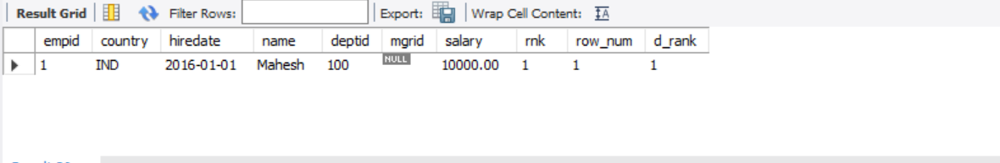 Result Grid Filter Rows: Export: Wrap Cell Content: IA
empid country hiredate name deptid mgrid salary rnk row_num d_rank
1 IND 2016-01-01 Mahesh 100 NULL 10000.00 1 1 1